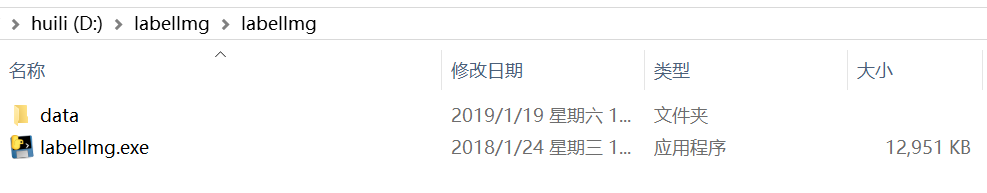 huili (D:) > labelImg > labelImg
名称 修改日期 类型 大小
data 2019/1/19 星期六 1... 文件夹
labelImg.exe 2018/1/24 星期三 1... 应用程序 12,951 KB